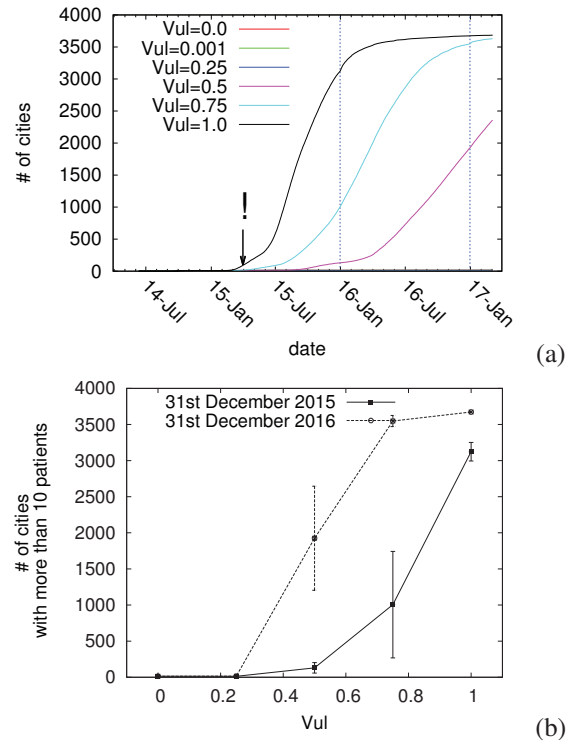 4000
3500
3000
2500
2000
1500
1000
500
0
# of cities
Vul=0.0
Vul=0.001
Vul=0.25
Vul=0.5
Vul=0.75
Vul=1.0
!
14-Jul
15-Jan
15-Jul
16-Jan
16-Jul
17-Jan
date
(a)
4000
3500
3000
2500
2000
1500
1000
500
0
# of cities
with more than 10 patients
31st December 2015
31st December 2016
0
0.2
0.4
0.6
0.8
1
Vul
(b)